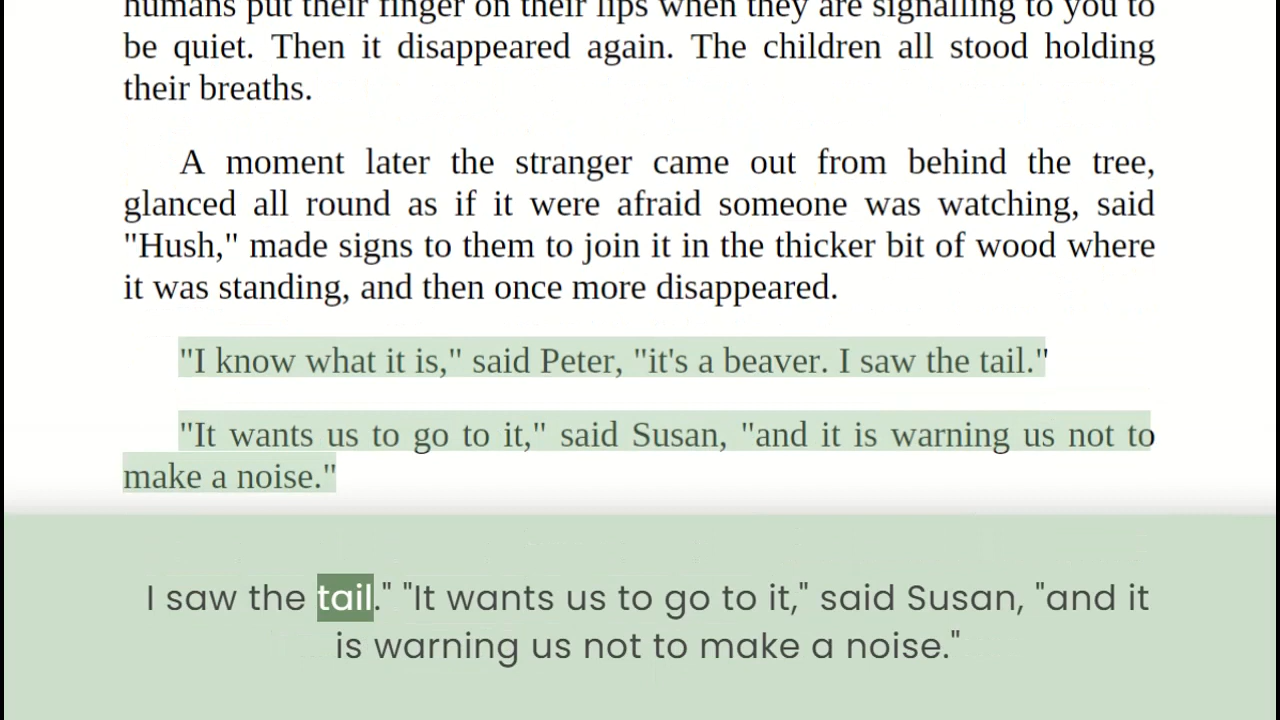 humans put their finger on their lips when they are signalling to you to
be quiet. Then it disappeared again. The children all stood holding
their breaths.
A moment later the stranger came out from behind the tree,
glanced all round as if it were afraid someone was watching, said
"Hush," made signs to them to join it in the thicker bit of wood where
it was standing, and then once more disappeared.
"I know what it is," said Peter, "it's a beaver. I saw the tail."
"It wants us to go to it," said Susan, "and it is warning us not to
make a noise."
I saw the tail." "It wants us to go to it," said Susan, "and it
is warning us not to make a noise."